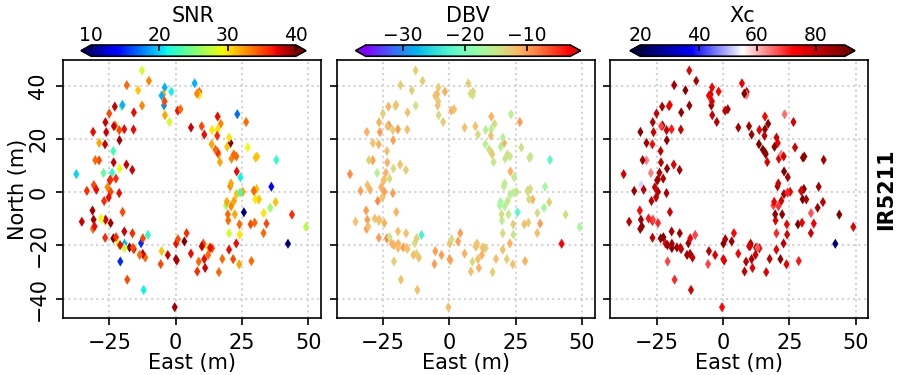 SNR DBV Xc
10 20 30 40 −30 −20 −10 20 40 60 80
North (m)
40
20
0
−20
−40
−25 0 25 50 −25 0 25 50 −25 0 25 50
East (m) East (m) East (m)
IR5211